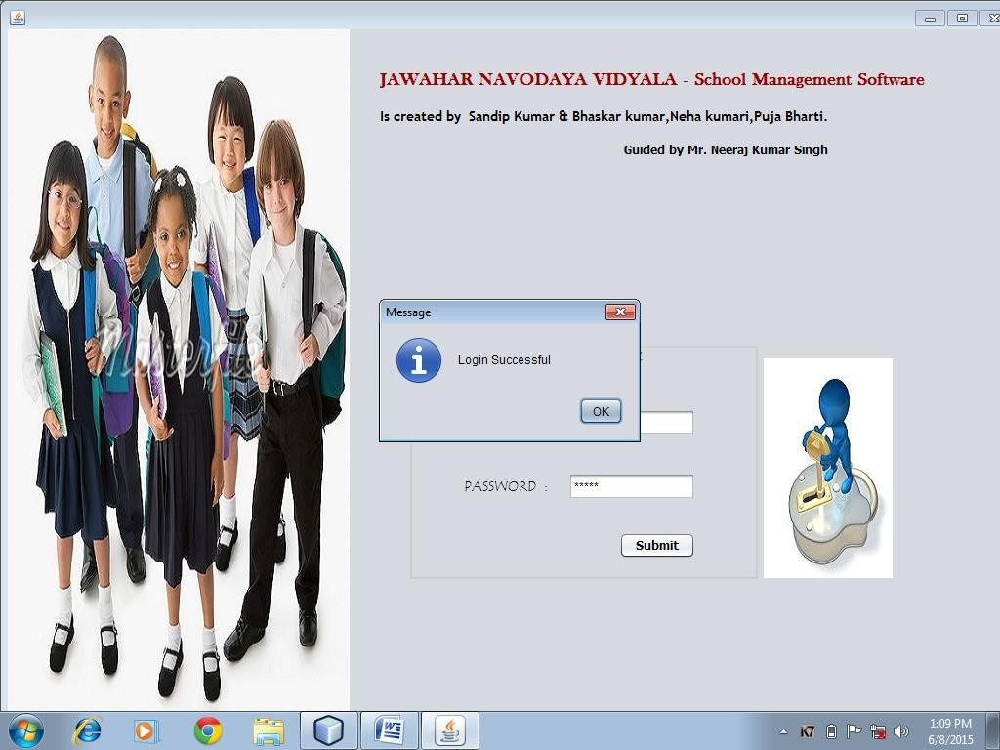 JAWAHAR NAVODAYA VIDYALA - School Management Software
Is created by Sandip Kumar & Bhaskar kumar,Neha kumari,Puja Bharti.
Guided by Mr. Neeraj Kumar Singh
Message
Login Successful
OK
PASSWORD :
*****
Submit
Masterfile
1:09 PM
6/8/2015